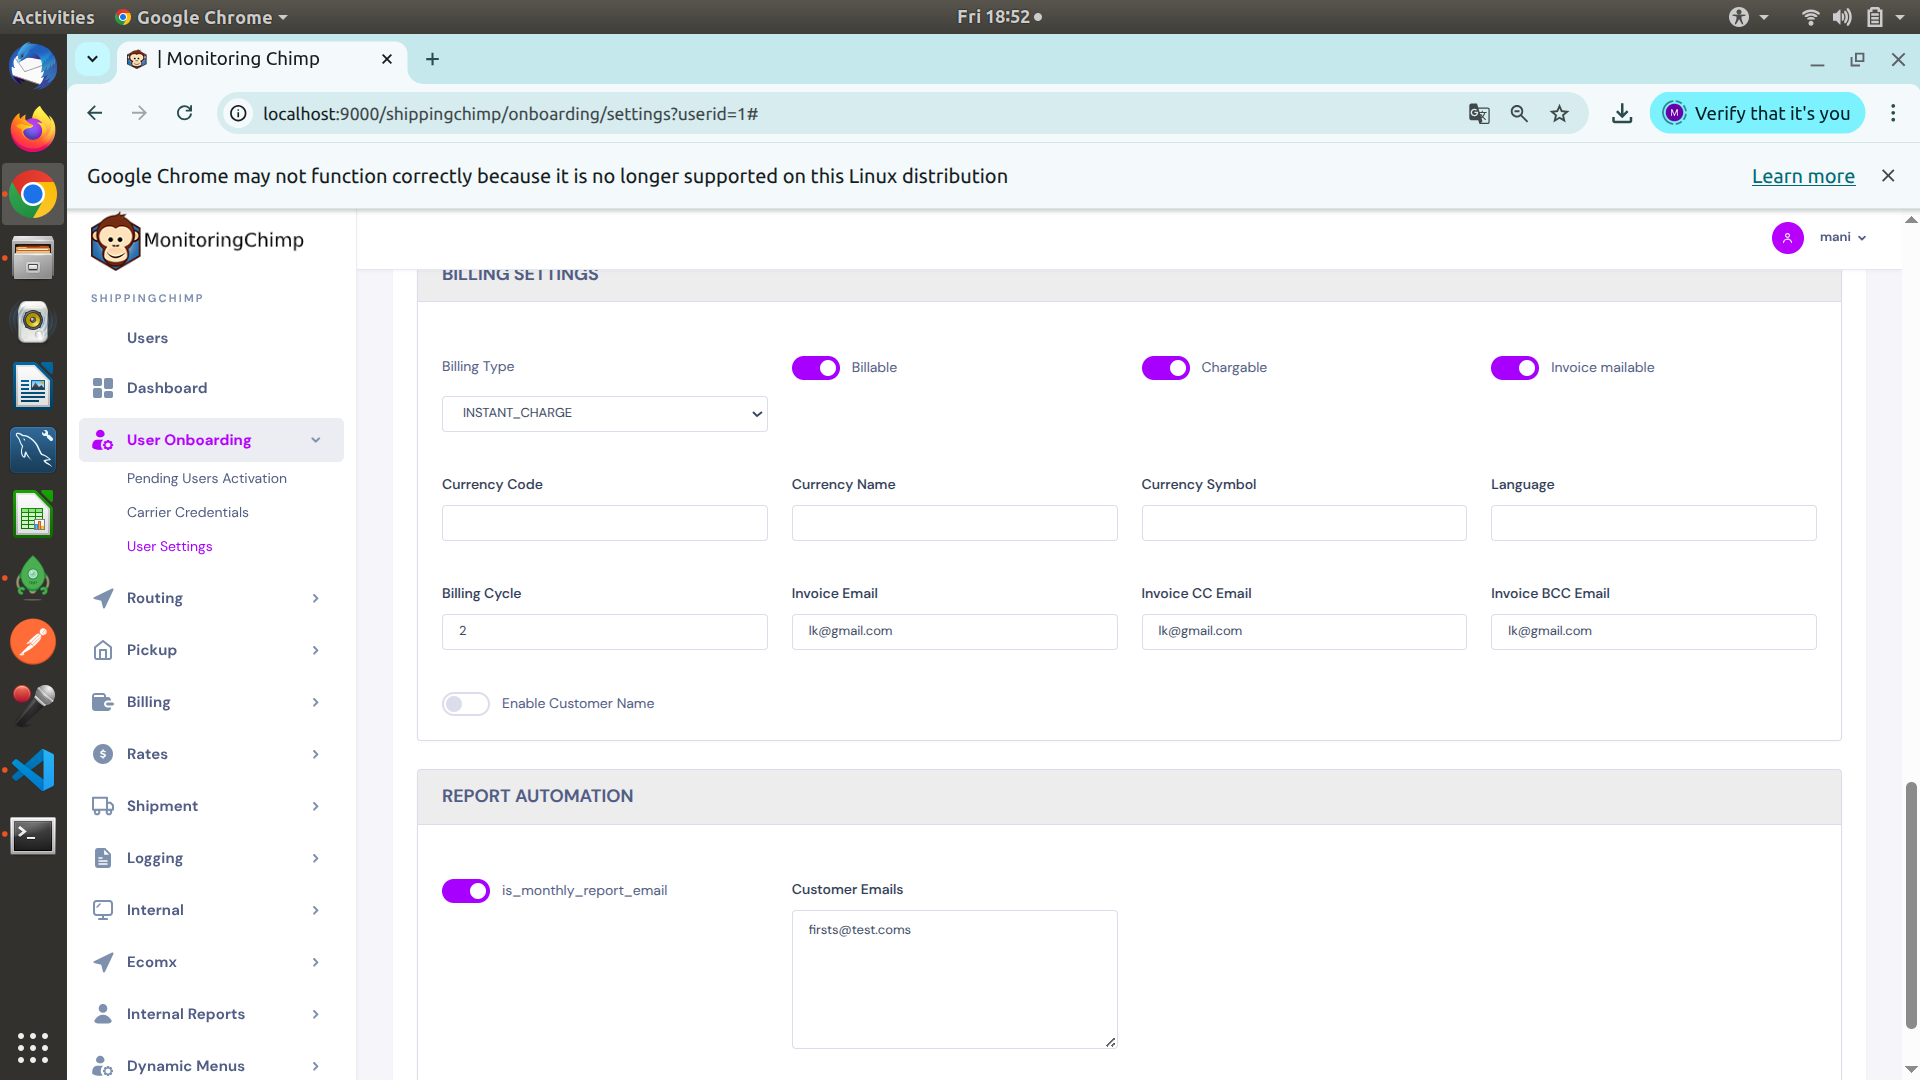 Activities
Google Chrome
Fri 18:52
| Monitoring Chimp
localhost:9000/shippingchimp/onboarding/settings?userid=1#
M
Verify that it's you
Google Chrome may not function correctly because it is no longer supported on this Linux distribution
Learn more
MonitoringChimp
mani
SHIPPINGCHIMP
Users
Dashboard
User Onboarding
Pending Users Activation
Carrier Credentials
User Settings
Routing
Pickup
Billing
Rates
Shipment
Logging
Internal
Ecomx
Internal Reports
Dynamic Menus
BILLING SETTINGS
Billing Type
Billable
Chargable
Invoice mailable
INSTANT_CHARGE
Currency Code
Currency Name
Currency Symbol
Language
Billing Cycle
Invoice Email
Invoice CC Email
Invoice BCC Email
2
lk@gmail.com
lk@gmail.com
lk@gmail.com
Enable Customer Name
REPORT AUTOMATION
is_monthly_report_email
Customer Emails
firsts@test.coms